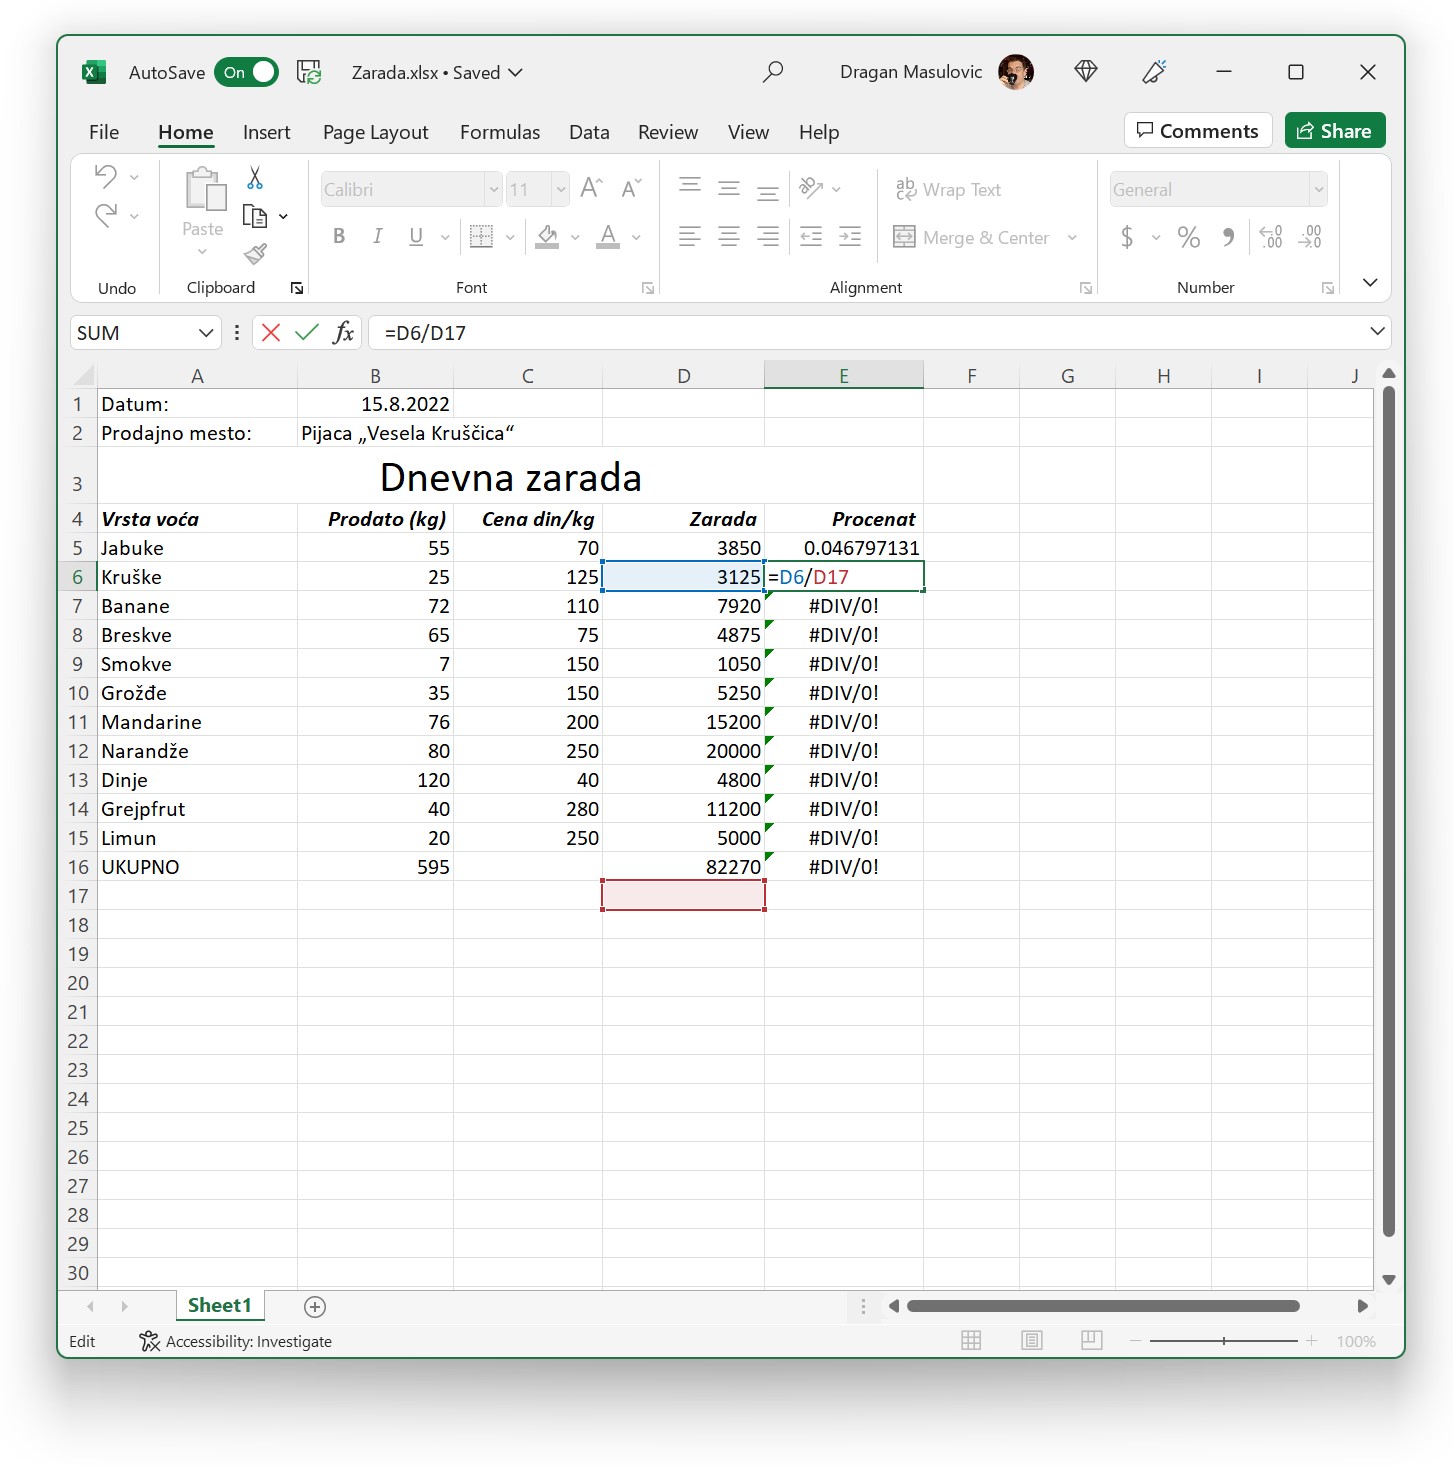 AutoSave On Zarada.xlsx • Saved Dragan Masulovic
File Home Insert Page Layout Formulas Data Review View Help Comments Share
Calibri 11 ab c Wrap Text General
Paste B I U A Merge & Center $ % 9 ←0 .00 .00 →0
Undo Clipboard Font Alignment Number
SUM fx =D6/D17
A B C D E F G H I J
1 Datum: 15.8.2022
2 Prodajno mesto: Pijaca „Vesela Kruščica“
3 Dnevna zarada
4 Vrsta voća Prodato (kg) Cena din/kg Zarada Procenat
5 Jabuke 55 70 3850 0.046797131
6 Kruške 25 125 3125 =D6/D17
7 Banane 72 110 7920 #DIV/0!
8 Breskve 65 75 4875 #DIV/0!
9 Smokve 7 150 1050 #DIV/0!
10 Grožđe 35 150 5250 #DIV/0!
11 Mandarine 76 200 15200 #DIV/0!
12 Narandže 80 250 20000 #DIV/0!
13 Dinje 120 40 4800 #DIV/0!
14 Grejpfrut 40 280 11200 #DIV/0!
15 Limun 20 250 5000 #DIV/0!
16 UKUPNO 595 82270 #DIV/0!
17
18
19
20
21
22
23
24
25
26
27
28
29
30
Sheet1
Edit Accessibility: Investigate 100%